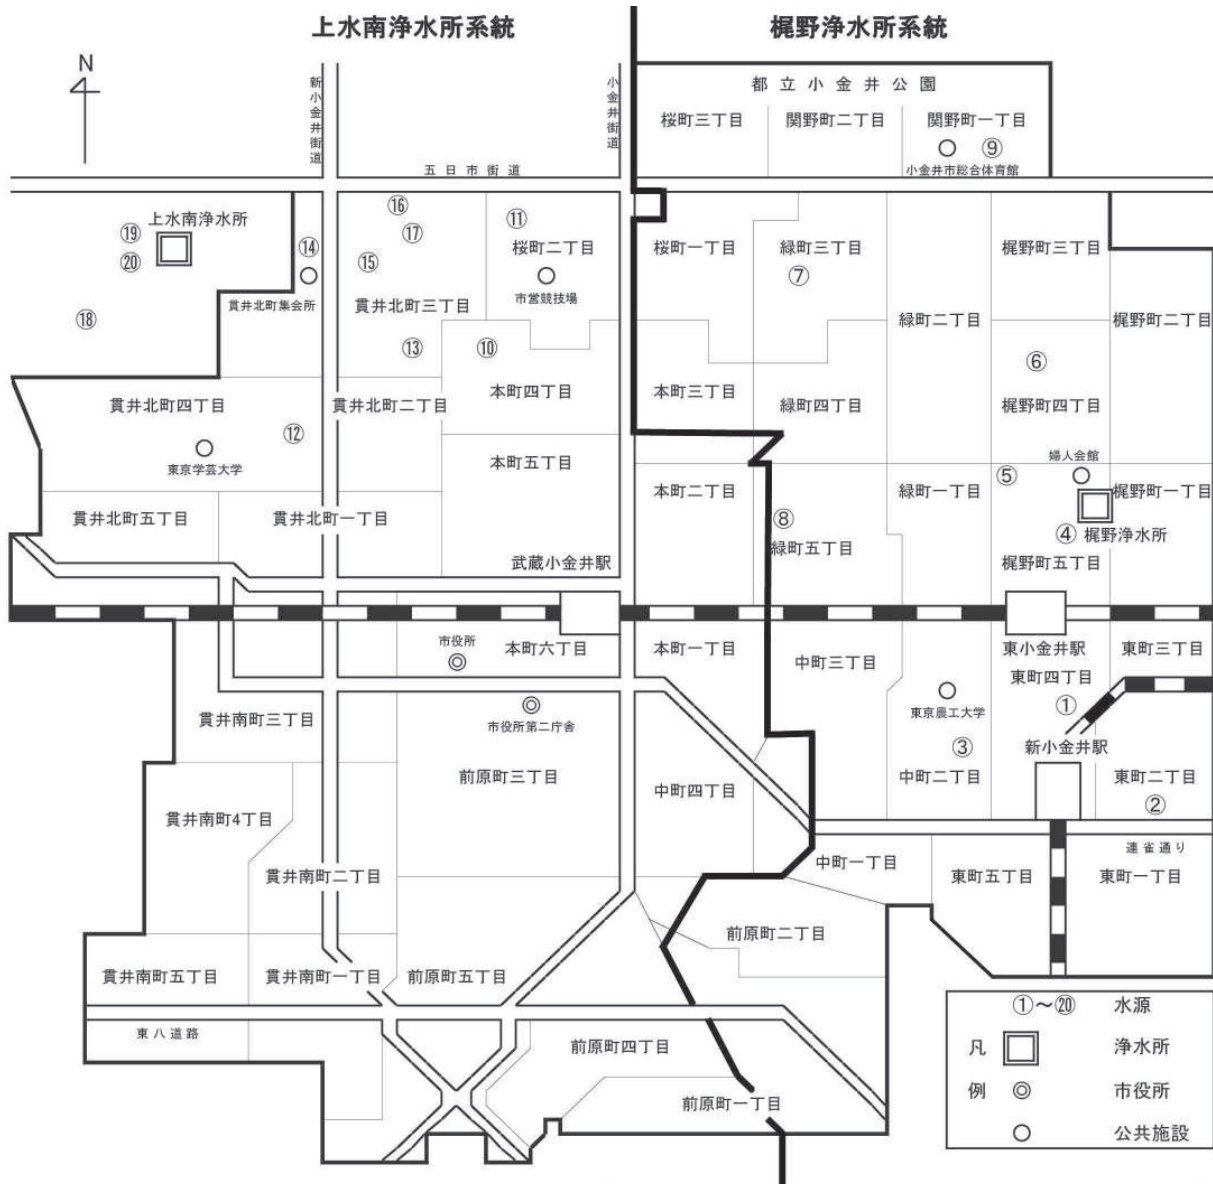 上水南浄水所系統
梶野浄水所系統
N
新小金井街道
小金井街道
都立小金井公園
桜町三丁目
関野町二丁目
関野町一丁目
⑨
小金井市総合体育館
五日市街道
⑲
上水南浄水所
⑳
⑭
⑯
⑰
⑪
桜町二丁目
⑮
市営競技場
桜町一丁目
緑町三丁目
梶野町三丁目
⑦
貫井北町集会所
貫井北町三丁目
⑱
⑬
⑩
緑町二丁目
梶野町二丁目
⑥
貫井北町四丁目
貫井北町二丁目
本町四丁目
本町三丁目
緑町四丁目
梶野町四丁目
⑫
東京学芸大学
本町五丁目
婦人会館
⑤
本町二丁目
緑町一丁目
梶野町一丁目
貫井北町五丁目
貫井北町一丁目
⑧
緑町五丁目
④
梶野浄水所
武蔵小金井駅
梶野町五丁目
市役所
本町六丁目
本町一丁目
中町三丁目
東小金井駅
東町三丁目
東町四丁目
貫井南町三丁目
市役所第二庁舎
東京農工大学
①
③
新小金井駅
前原町三丁目
中町四丁目
中町二丁目
東町二丁目
②
貫井南町4丁目
連雀通り
貫井南町二丁目
中町一丁目
東町五丁目
東町一丁目
前原町二丁目
貫井南町五丁目
貫井南町一丁目
前原町五丁目
東八道路
前原町四丁目
前原町一丁目
凡例
①～⑳ 水源
浄水所
市役所
公共施設